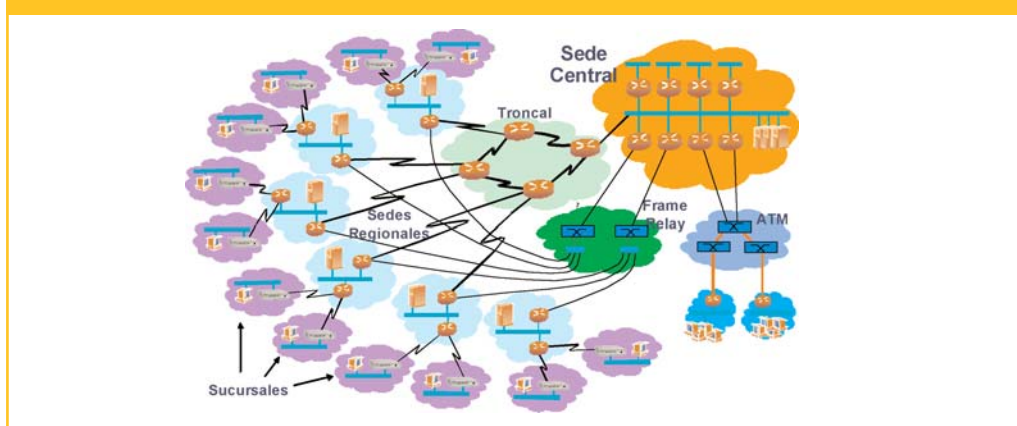 Sede
Central
Troncal
Frame
Relay
ATM
Sedes
Regionales
Sucursales